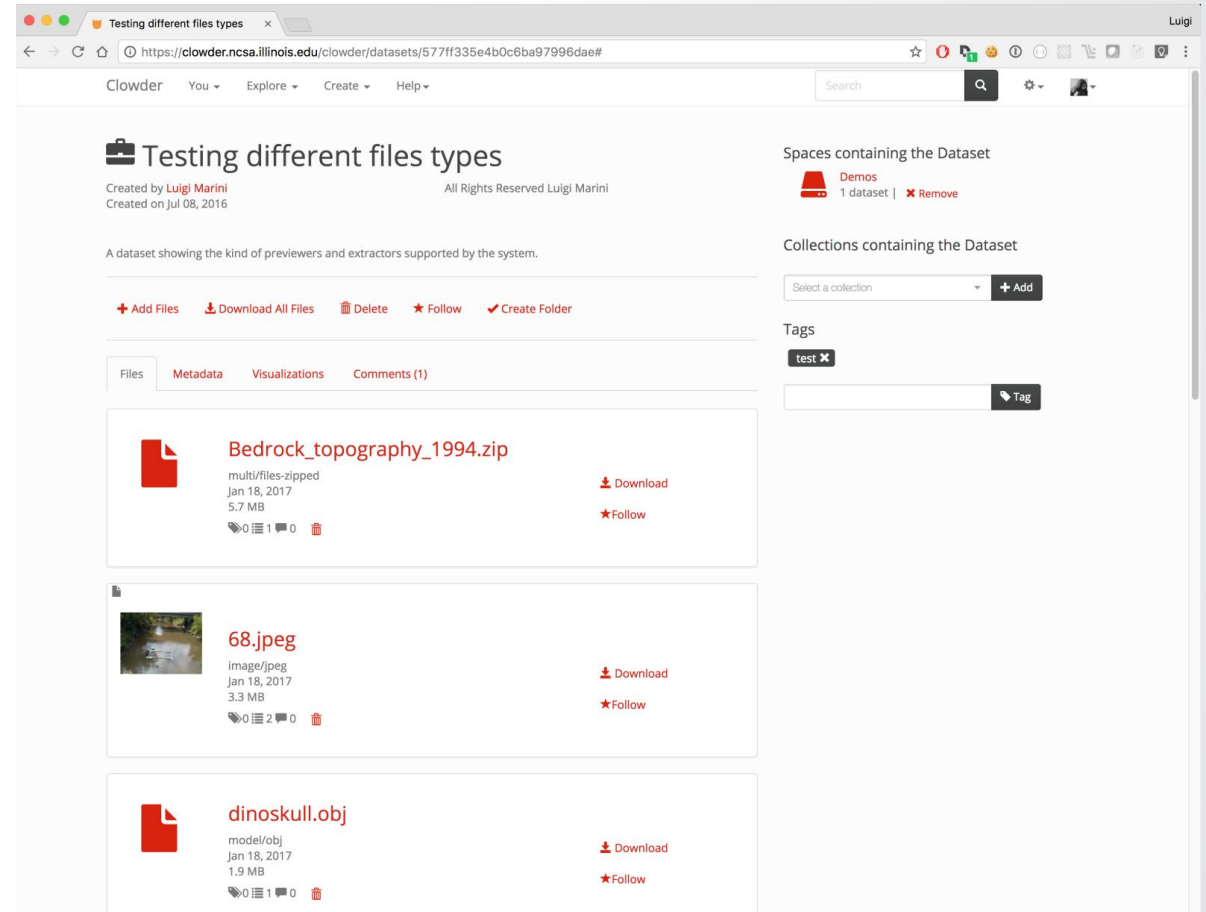 Testing different files types
Luigi
https://clowder.ncsa.illinois.edu/clowder/datasets/577ff335e4b0c6ba97996dae#
1
Clowder You Explore Create Help Search
Testing different files types
Created by Luigi Marini All Rights Reserved Luigi Marini
Created on Jul 08, 2016
A dataset showing the kind of previewers and extractors supported by the system.
Add Files Download All Files Delete Follow Create Folder
Files Metadata Visualizations Comments (1)
Bedrock_topography_1994.zip
multi/files-zipped
Jan 18, 2017
5.7 MB
0 1 0
Download
Follow
68.jpeg
image/jpeg
Jan 18, 2017
3.3 MB
0 2 0
Download
Follow
dinoskull.obj
model/obj
Jan 18, 2017
1.9 MB
0 1 0
Download
Follow
Spaces containing the Dataset
Demos
1 dataset | Remove
Collections containing the Dataset
Select a collection Add
Tags
test
Tag